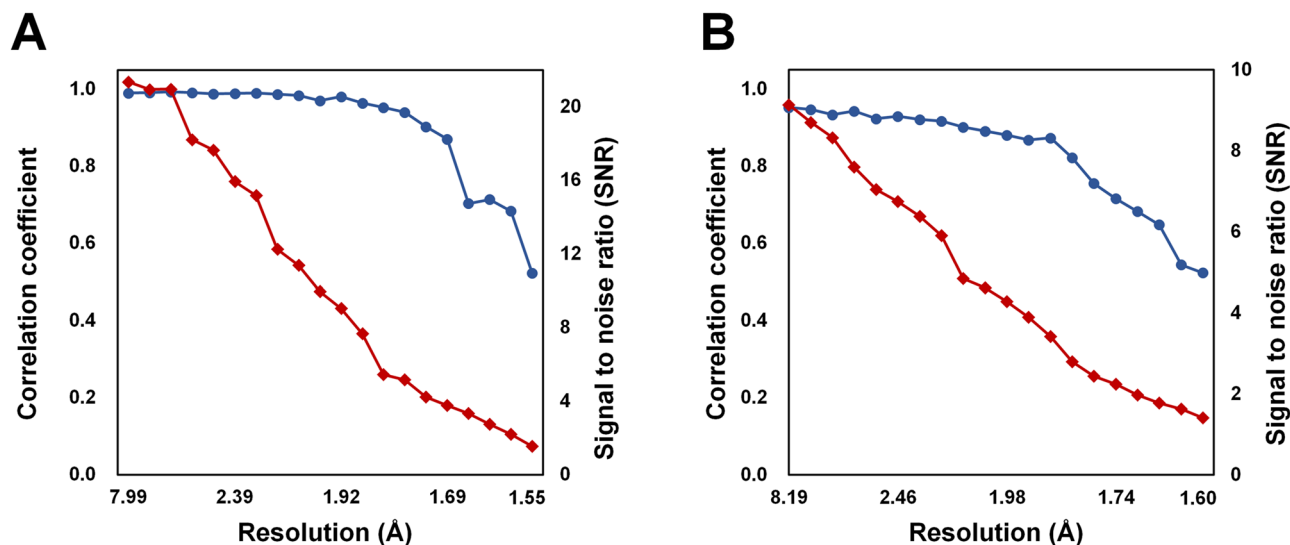 A
B
Correlation coefficient
1.0
0.8
0.6
0.4
0.2
0.0
20
16
12
8
4
0
Signal to noise ratio (SNR)
7.99 2.39 1.92 1.69 1.55
Resolution (Å)
Correlation coefficient
1.0
0.8
0.6
0.4
0.2
0.0
10
8
6
4
2
0
Signal to noise ratio (SNR)
8.19 2.46 1.98 1.74 1.60
Resolution (Å)